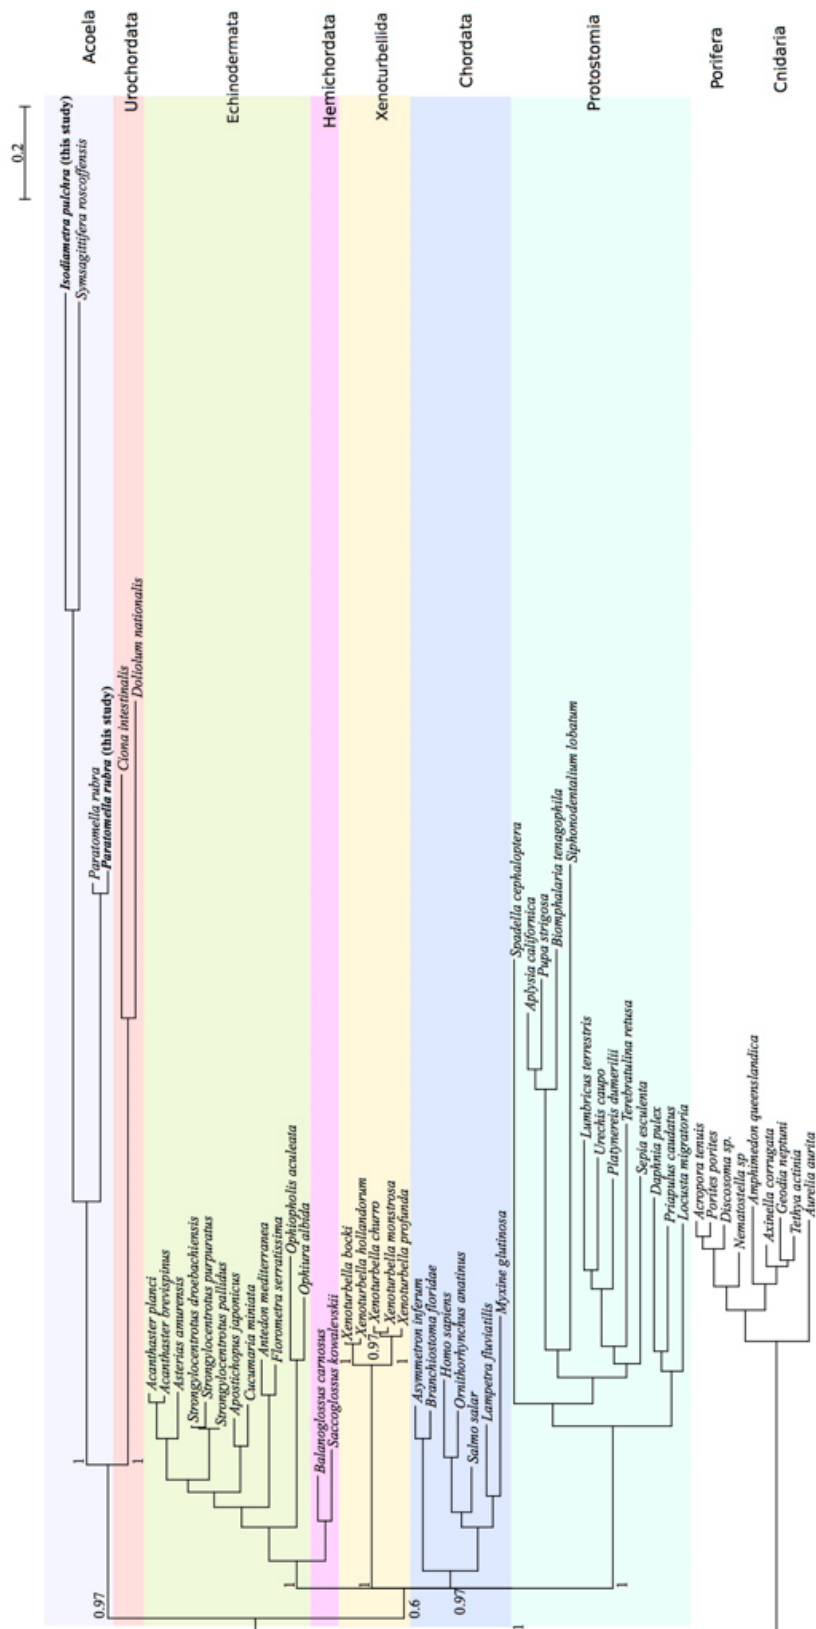 Acoela
Urochordata
Echinodermata
Hemichordata
Xenoturbellida
Chordata
Protostomia
Porifera
Cnidaria
0.2
Isodiametra pulchra (this study)
Symsagittifera roscoffensis
Paratomella rubra
Paratomella rubra (this study)
Ciona intestinalis
Doliolum nationalis
Acanthaster planci
Acanthaster brevispinus
Asterias amurensis
Strongylocentrotus droebachiensis
Strongylocentrotus purpuratus
Strongylocentrotus pallidus
Apostichopus japonicus
Cucumaria miniata
Antedon mediterranea
Florometra serratissima
Ophiopholis aculeata
Ophiura albida
Balanoglossus carnosus
Saccoglossus kowalevskii
Xenoturbella bocki
Xenoturbella hollandorum
Xenoturbella churro
Xenoturbella monstrosa
Xenoturbella profunda
Asymmetron inferum
Branchiostoma floridae
Homo sapiens
Ornithorhynchus anatinus
Salmo salar
Lampetra fluviatilis
Myxine glutinosa
Spadella cephaloptera
Aplysia californica
Pupa strigosa
Biomphalaria tenagophila
Siphonodentalium lobatum
Lumbricus terrestris
Urechis caupo
Platynereis dumerilii
Terebratulina retusa
Sepia esculenta
Daphnia pulex
Priapulus caudatus
Locusta migratoria
Acropora tenuis
Porites porites
Discosoma sp.
Nematostella sp
Amphimedon queenslandica
Axinella corrugata
Geodia neptuni
Tethya actinia
Aurelia aurita
1
1
0.97
1
1
1
0.97
1
0.6
0.97
1
1